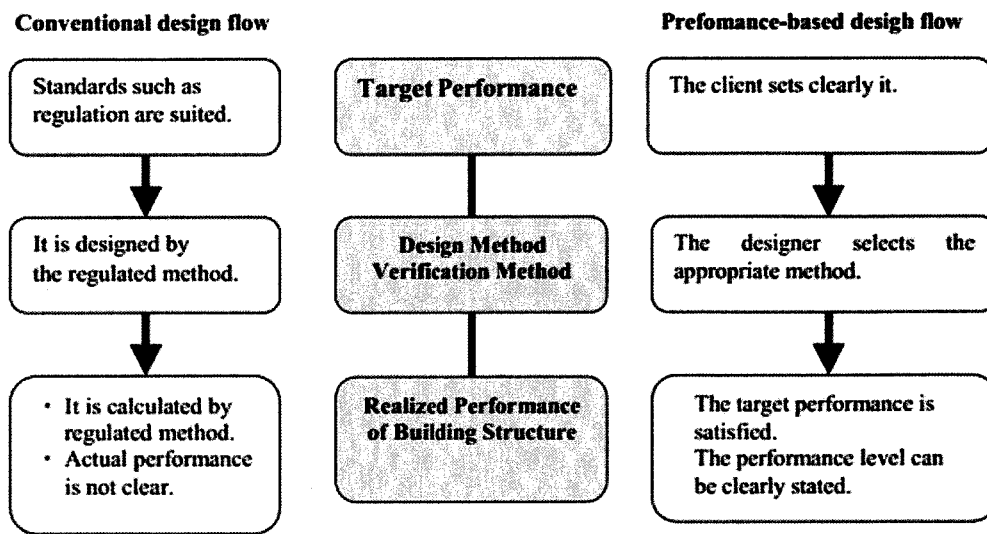 Conventional design flow
Standards such as
regulation are suited.
It is designed by
the regulated method.
・ It is calculated by
regulated method.
・ Actual performance
is not clear.
Target Performance
Design Method
Verification Method
Realized Performance
of Building Structure
Prefomance-based desigh flow
The client sets clearly it.
The designer selects the
appropriate method.
The target performance is
satisfied.
The performance level can
be clearly stated.